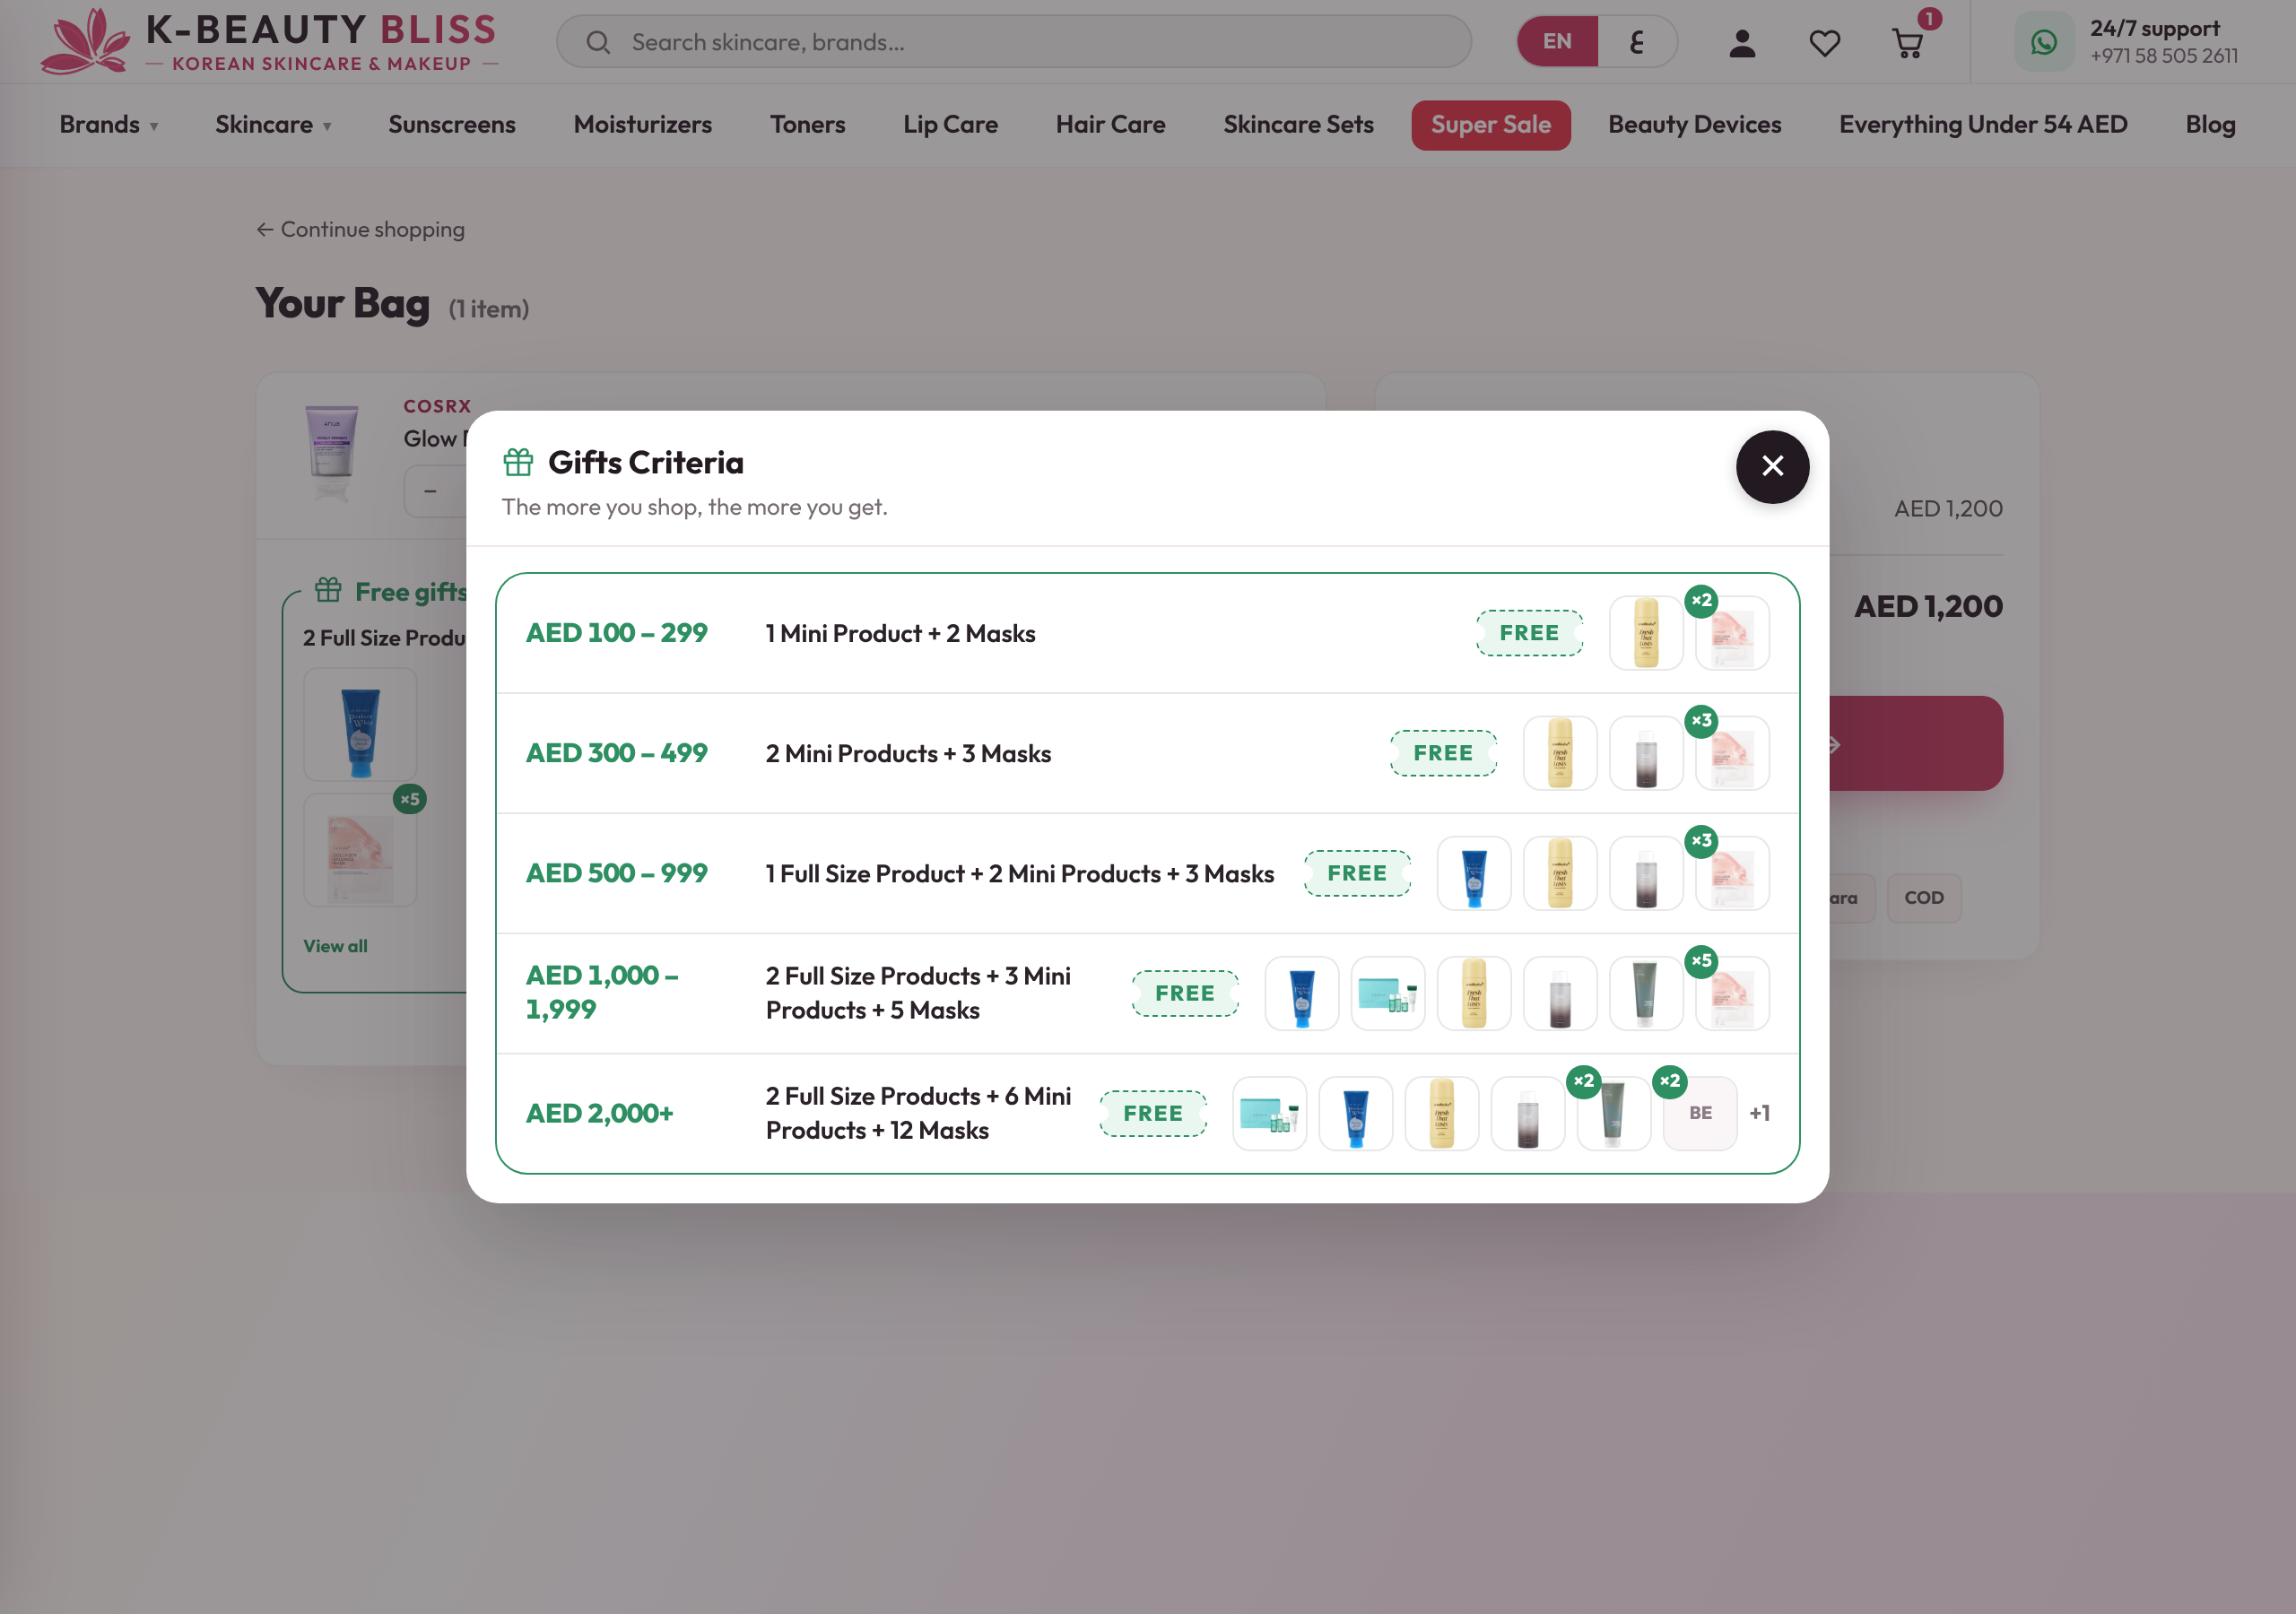 K-BEAUTY BLISS
KOREAN SKINCARE & MAKEUP
Search skincare, brands...
EN
ع
1
24/7 support
+971 58 505 2611
Brands
Skincare
Sunscreens
Moisturizers
Toners
Lip Care
Hair Care
Skincare Sets
Super Sale
Beauty Devices
Everything Under 54 AED
Blog
← Continue shopping
Your Bag (1 item)
COSRX
Glow
−
AED 1,200
AED 1,200
Free gifts
2 Full Size Produ
×5
View all
ara
COD
Gifts Criteria
The more you shop, the more you get.
×
AED 100 – 299
1 Mini Product + 2 Masks
FREE
×2
AED 300 – 499
2 Mini Products + 3 Masks
FREE
×3
AED 500 – 999
1 Full Size Product + 2 Mini Products + 3 Masks
FREE
×3
AED 1,000 –
1,999
2 Full Size Products + 3 Mini
Products + 5 Masks
FREE
×5
AED 2,000+
2 Full Size Products + 6 Mini
Products + 12 Masks
FREE
×2
×2
BE
+1